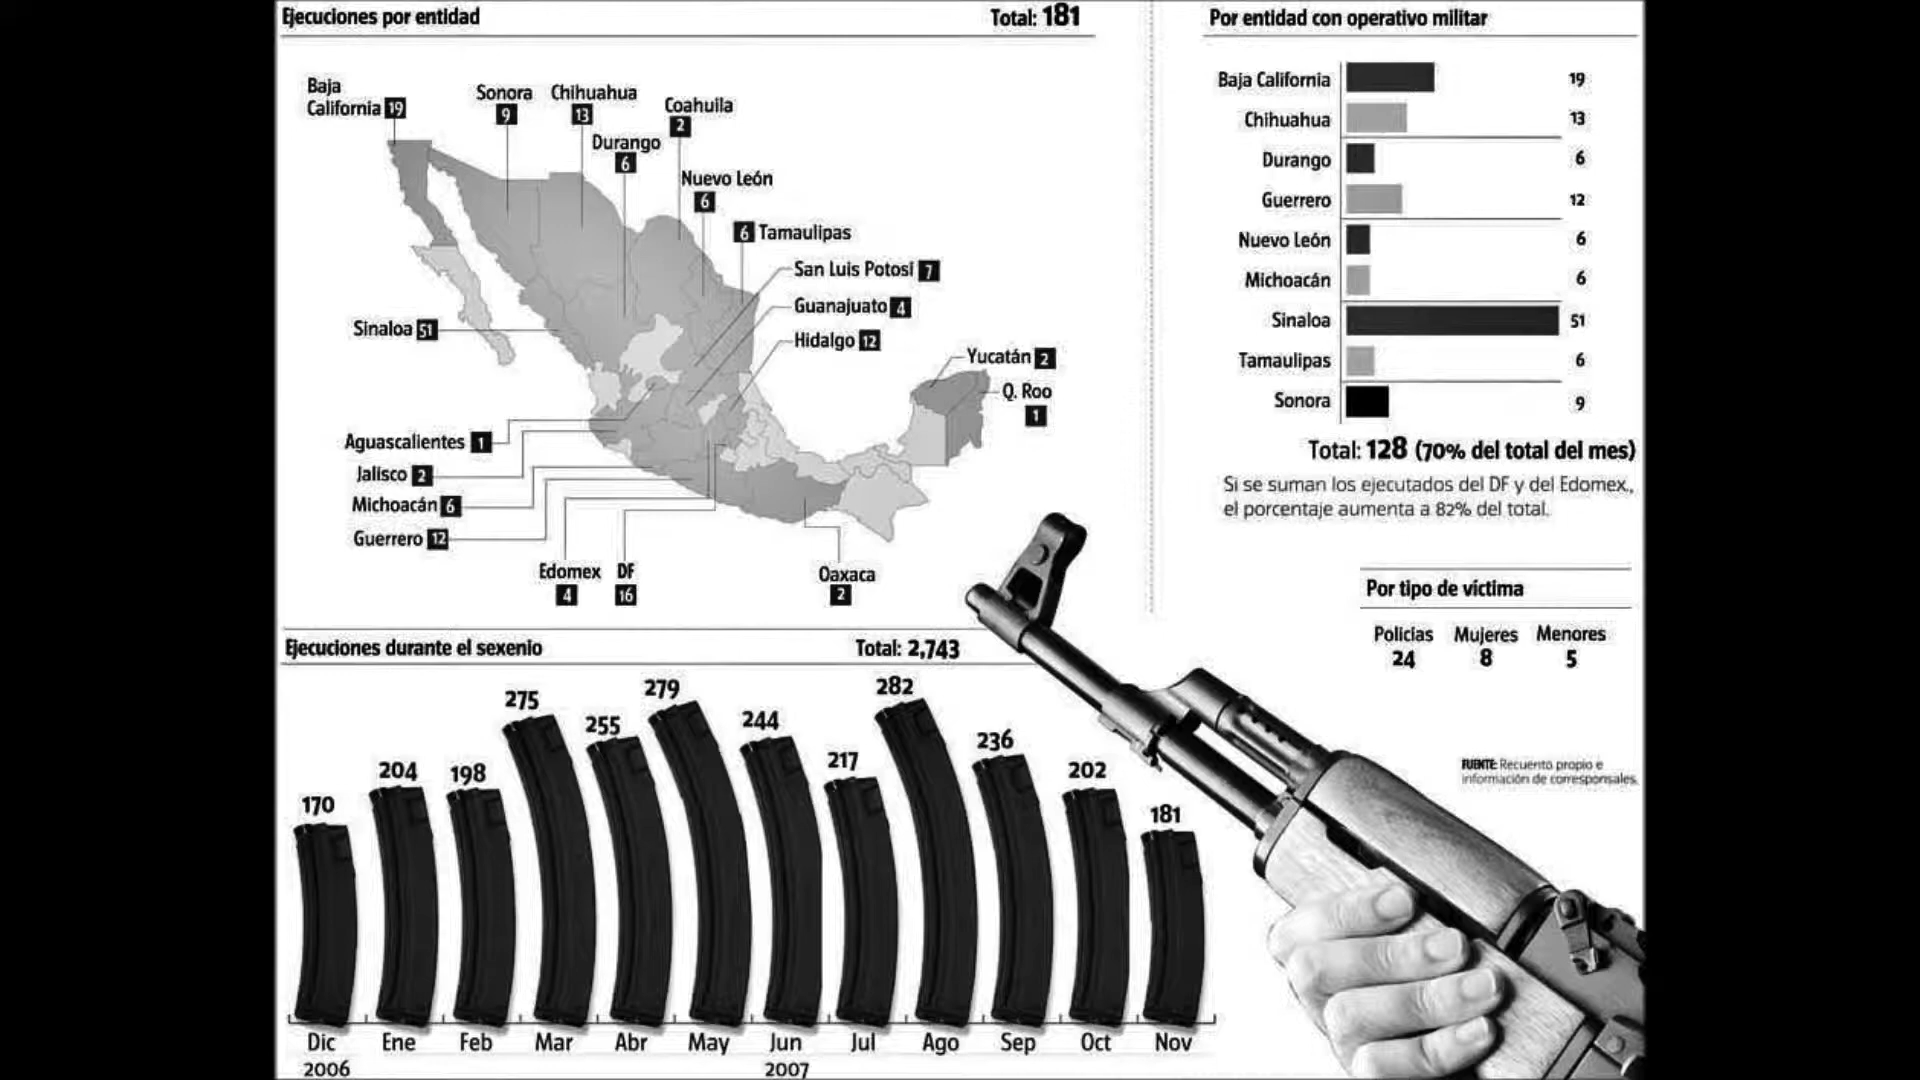 Ejecuciones por entidad
Total: 181
Baja
California 19
Sonora
9
Chihuahua
13
Coahuila
2
Durango
6
Nuevo León
6
6 Tamaulipas
San Luis Potosí 7
Guanajuato 4
Hidalgo 12
Sinaloa 51
Yucatán 2
Q. Roo
1
Aguascalientes 1
Jalisco 2
Michoacán 6
Guerrero 12
Edomex
4
DF
16
Oaxaca
2
Por entidad con operativo militar
Baja California 19
Chihuahua 13
Durango 6
Guerrero 12
Nuevo León 6
Michoacán 6
Sinaloa 51
Tamaulipas 6
Sonora 9
Total: 128 (70% del total del mes)
Si se suman los ejecutados del DF y del Edomex.,
el porcentaje aumenta a 82% del total.
Por tipo de víctima
Policías Mujeres Menores
24 8 5
FUENTE: Recuento propio e
información de corresponsales.
Ejecuciones durante el sexenio
Total: 2,743
170 204 198 275 255 279 244 217 282 236 202 181
Dic Ene Feb Mar Abr May Jun Jul Ago Sep Oct Nov
2006 2007